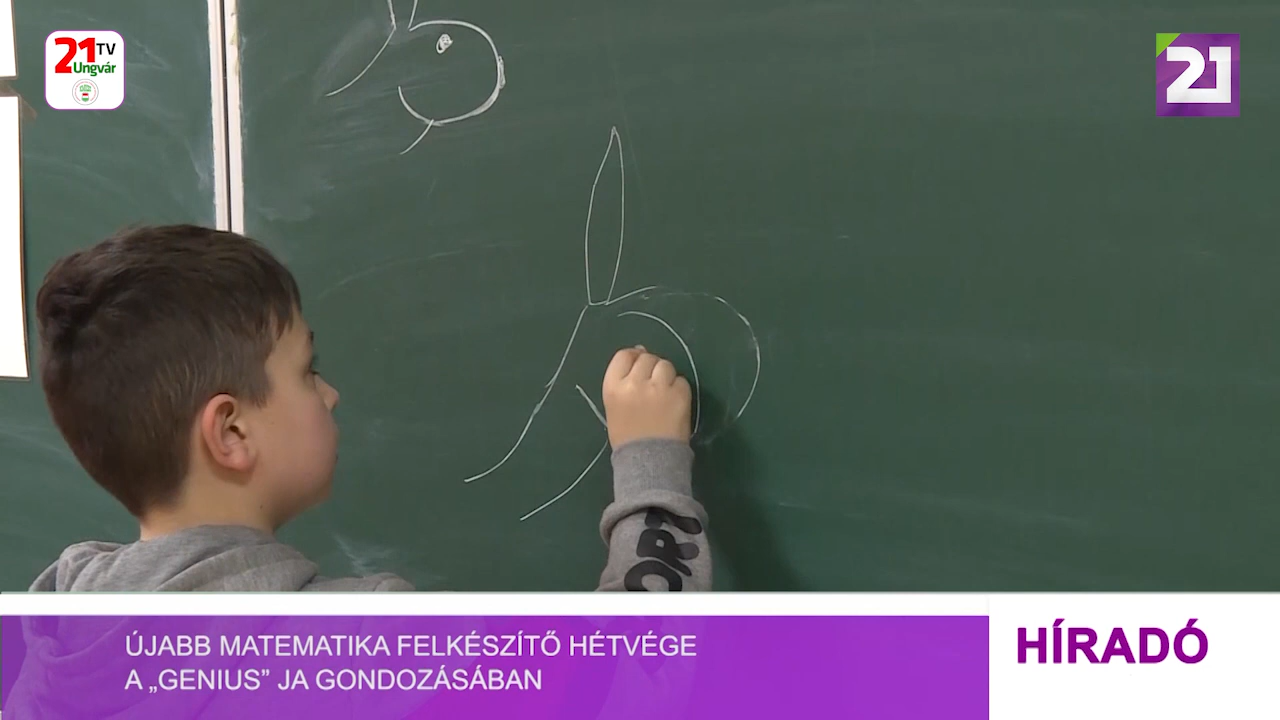 21 TV
Ungvár
21
ÚJABB MATEMATIKA FELKÉSZÍTŐ HÉTVÉGE
A „GENIUS” JA GONDOZÁSÁBAN
HÍRADÓ